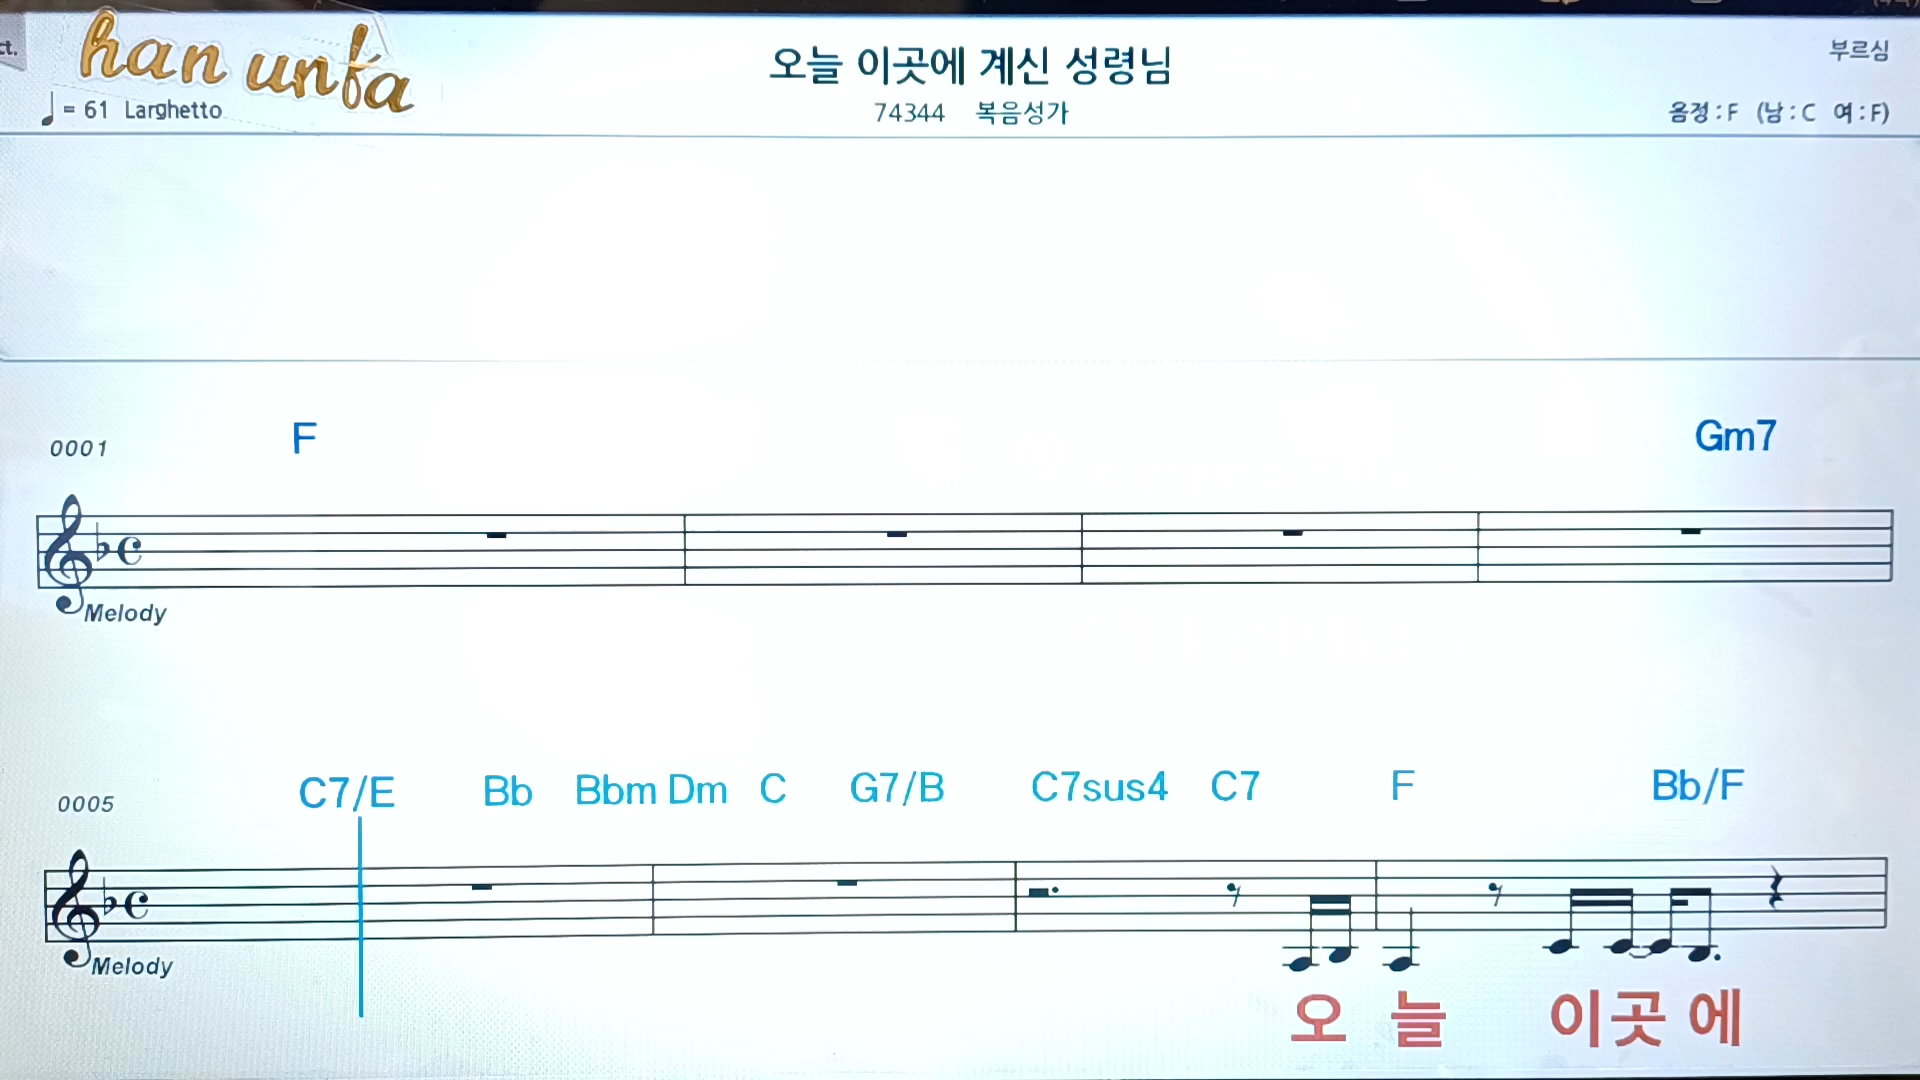 ct.
han unfa
♩ = 61 Larghetto
오늘 이곳에 계신 성령님
74344 복음성가
부르심
음정 : F (남 : C 여 : F)
0001
F
Gm7
Melody
0005
C7/E Bb Bbm Dm C G7/B C7sus4 C7 F Bb/F
Melody
오 늘 이곳 에